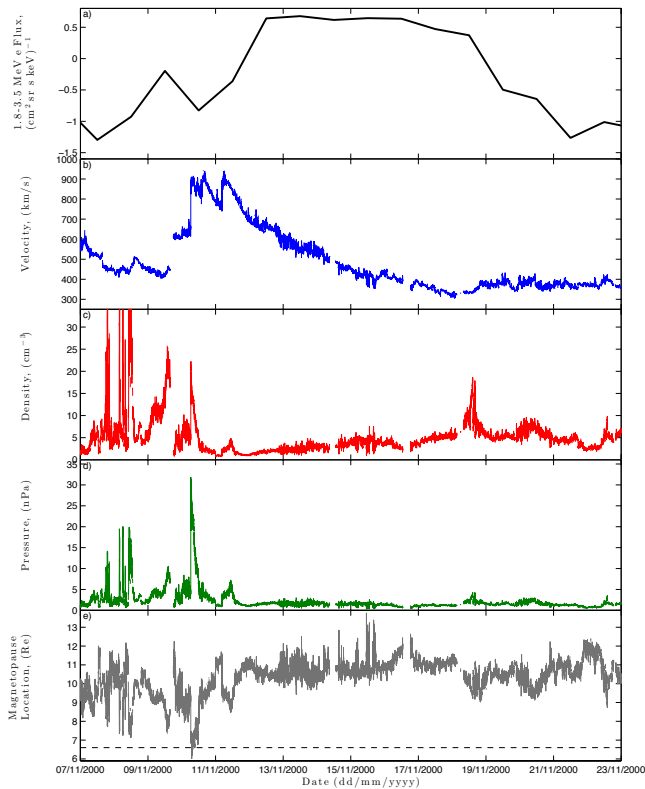 a)
1.8-3.5 MeV e Flux,
(cm² sr s keV)⁻¹
0.5
0
−0.5
−1
−1.5
b)
Velocity, (km/s)
1000
900
800
700
600
500
400
300
c)
Density, (cm⁻³)
30
25
20
15
10
5
0
d)
Pressure, (nPa)
35
30
25
20
15
10
5
0
e)
Magnetopause
Location, (Re)
13
12
11
10
9
8
7
6
07/11/2000 09/11/2000 11/11/2000 13/11/2000 15/11/2000 17/11/2000 19/11/2000 21/11/2000 23/11/2000
Date (dd/mm/yyyy)